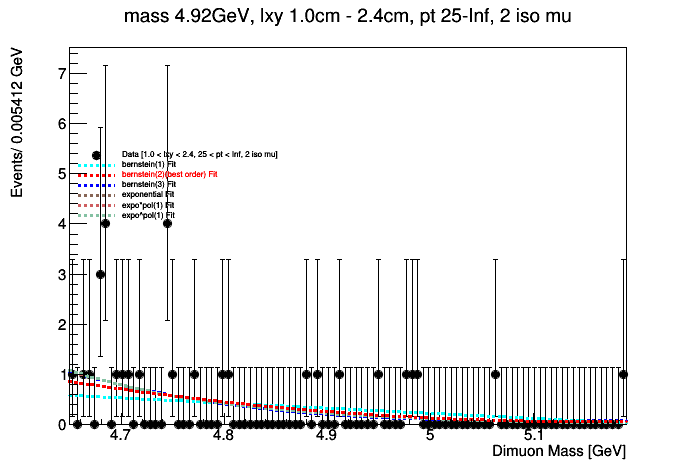 mass 4.92GeV, lxy 1.0cm - 2.4cm, pt 25-Inf, 2 iso mu
Events/ 0.005412 GeV
7
6
5
4
3
2
1
0
Data [1.0 < lxy < 2.4, 25 < pt < Inf, 2 iso mu]
bernstein(1) Fit
bernstein(2)(best order) Fit
bernstein(3) Fit
exponential Fit
expo*pol(1) Fit
expo*pol(1) Fit
4.7 4.8 4.9 5 5.1
Dimuon Mass [GeV]